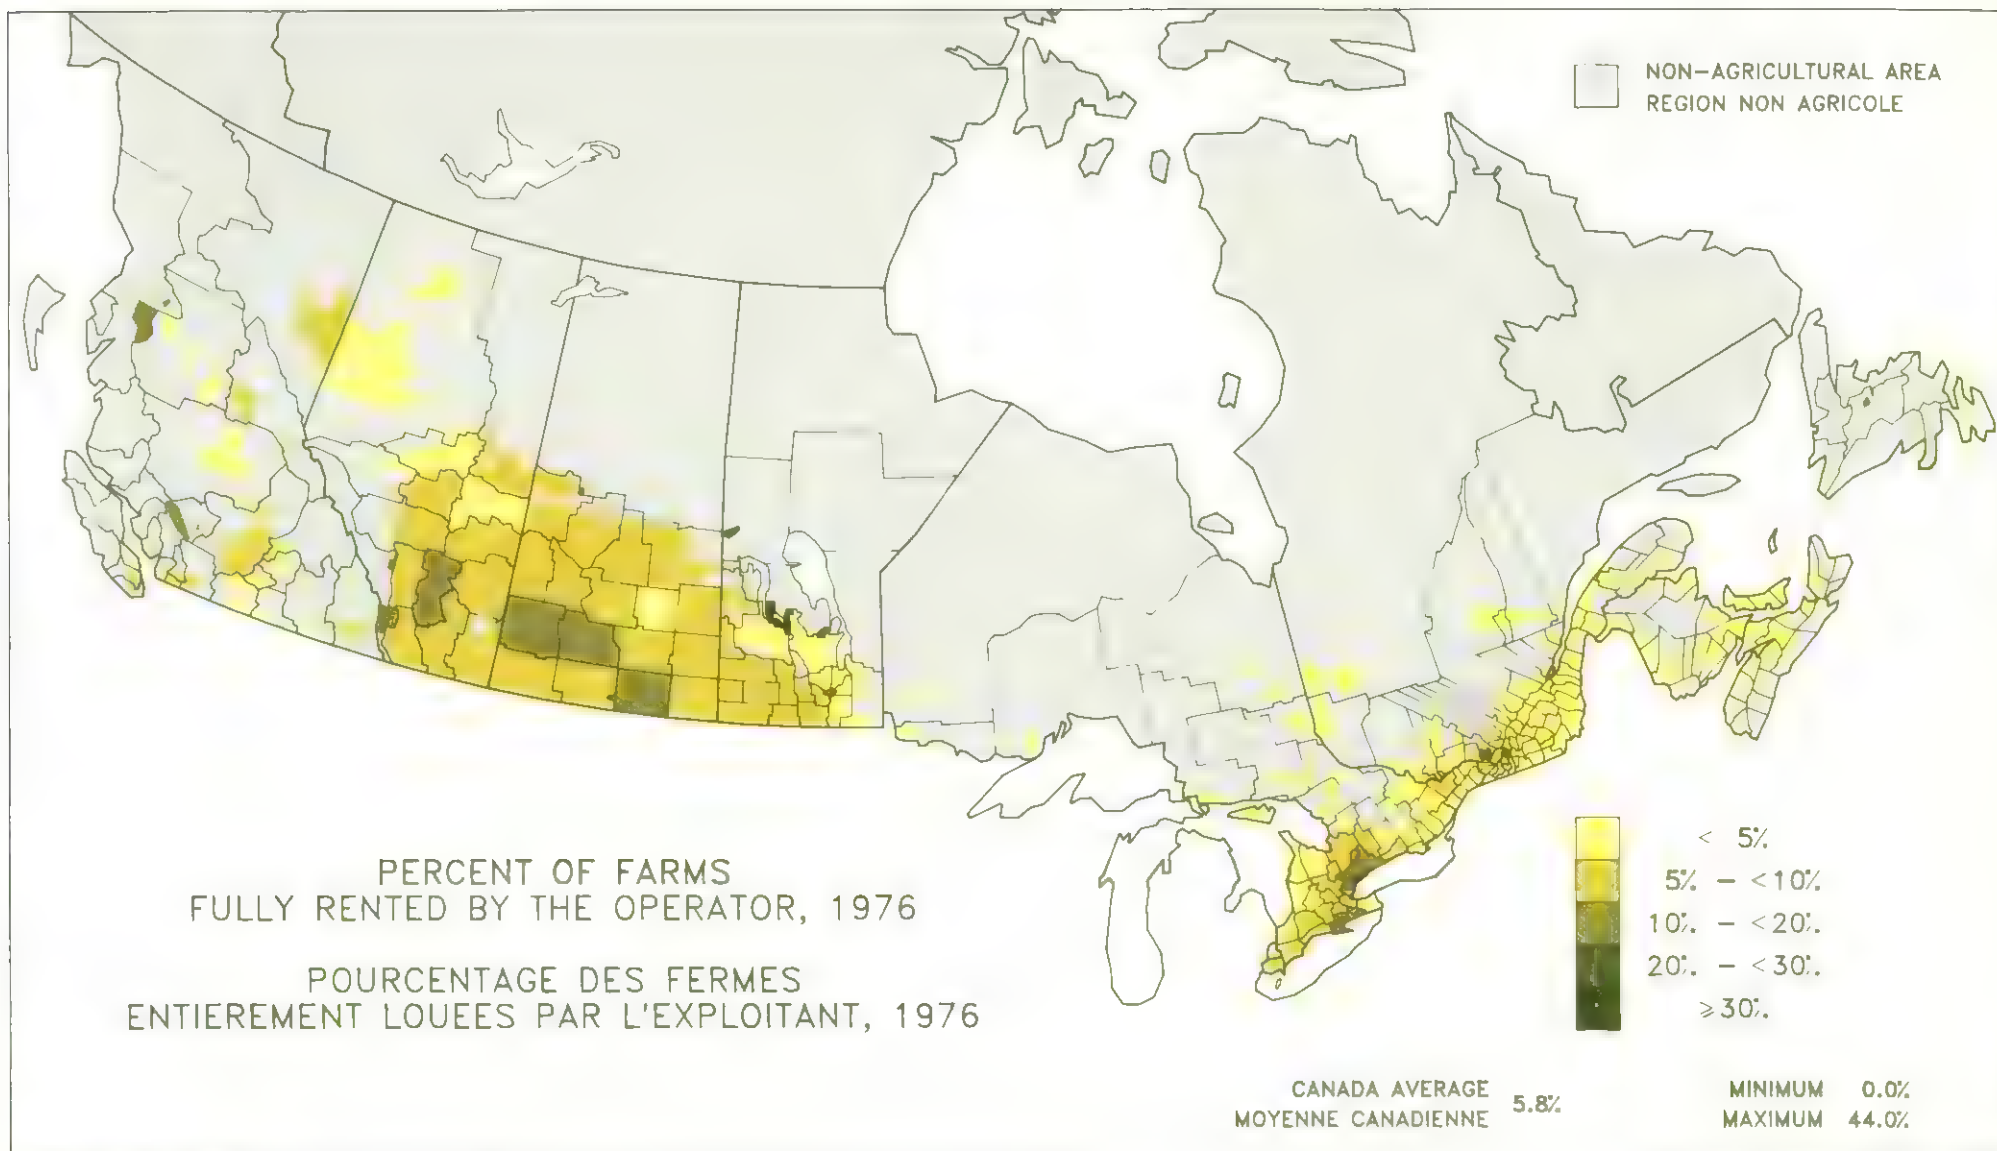 NON-AGRICULTURAL AREA
REGION NON AGRICOLE
PERCENT OF FARMS
FULLY RENTED BY THE OPERATOR, 1976
POURCENTAGE DES FERMES
ENTIEREMENT LOUEES PAR L'EXPLOITANT, 1976
< 5%
5% - <10%
10% - <20%
20% - <30%
≥30%
CANADA AVERAGE
MOYENNE CANADIENNE
5.8%
MINIMUM 0.0%
MAXIMUM 44.0%